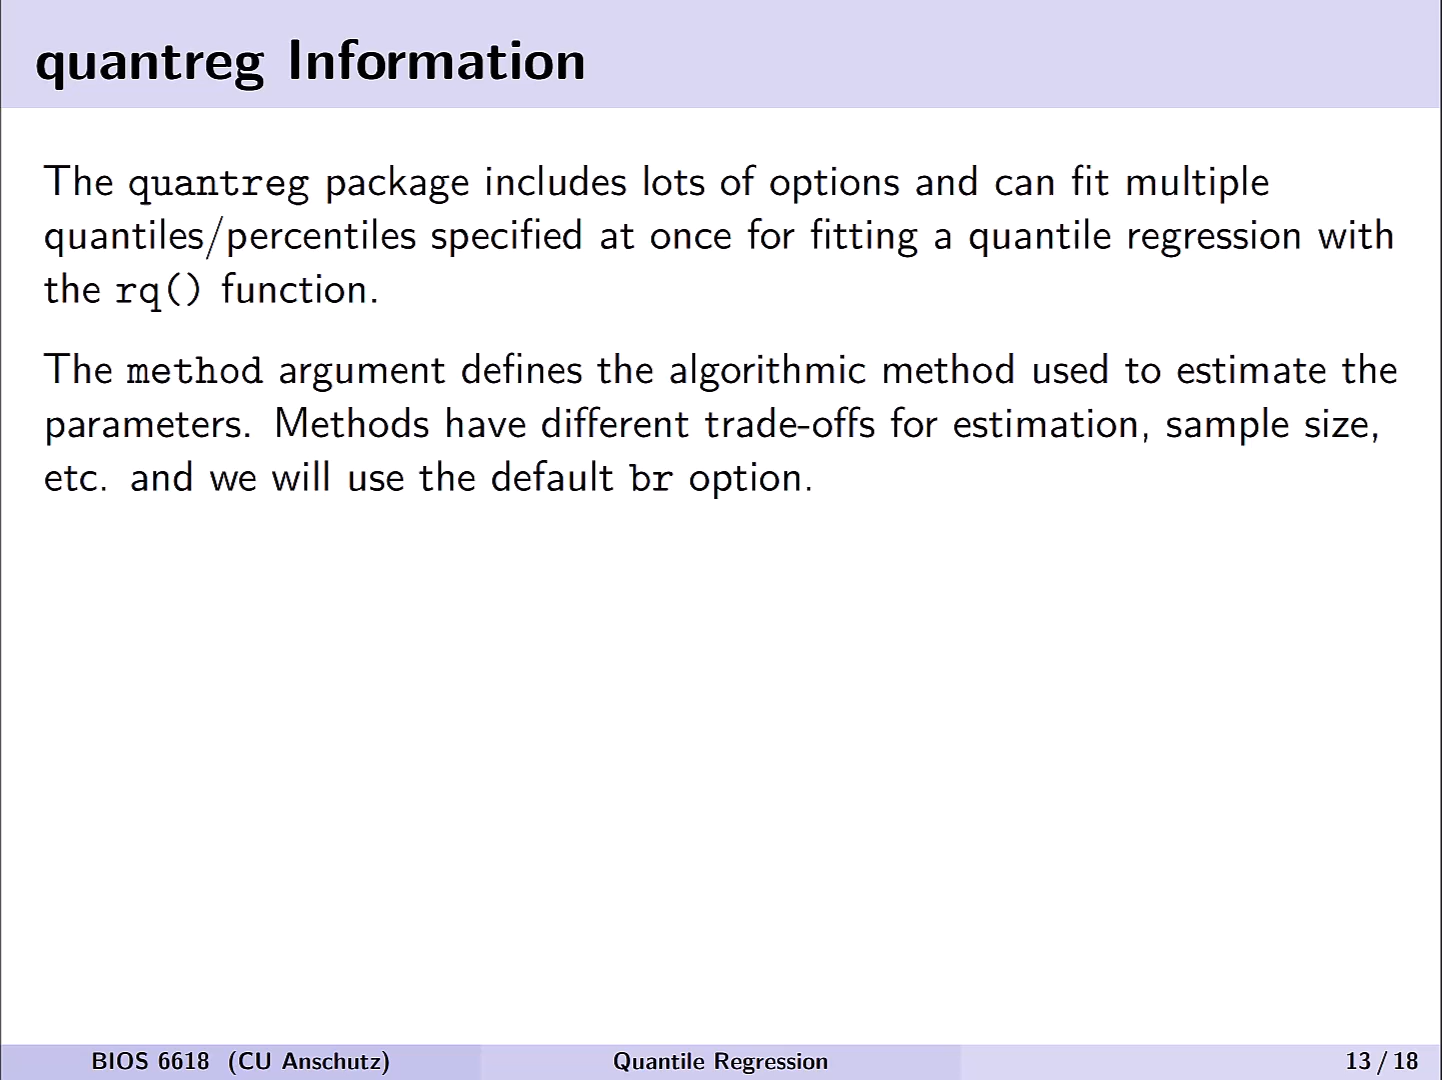 quantreg Information
The quantreg package includes lots of options and can fit multiple
quantiles/percentiles specified at once for fitting a quantile regression with
the rq() function.
The method argument defines the algorithmic method used to estimate the
parameters. Methods have different trade-offs for estimation, sample size,
etc. and we will use the default br option.
BIOS 6618 (CU Anschutz) Quantile Regression 13 / 18